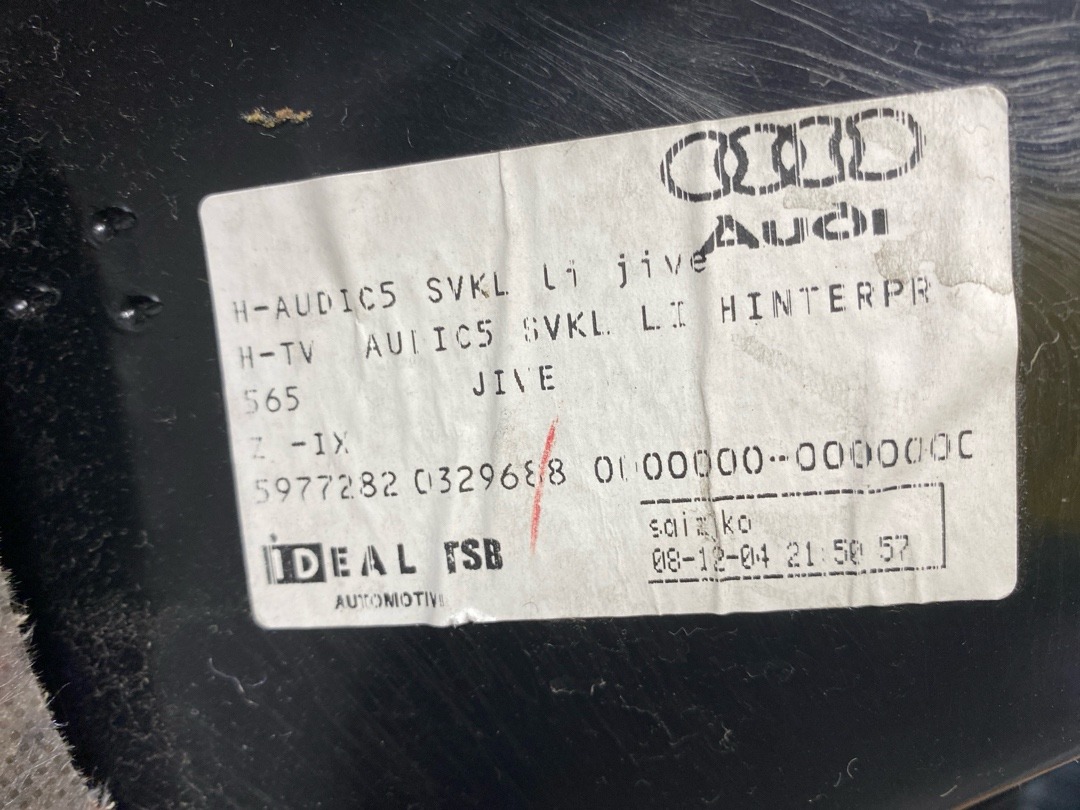 Audi
H-AUDIC5 SVKL li jive
H-TV AUDIC5 SVKL LI HINTERPR
565 JIVE
Z -IX
5977282 0329688 0000000-0000000
IDEAL TSB
AUTOMOTIVE
08-12-04 21:50:57